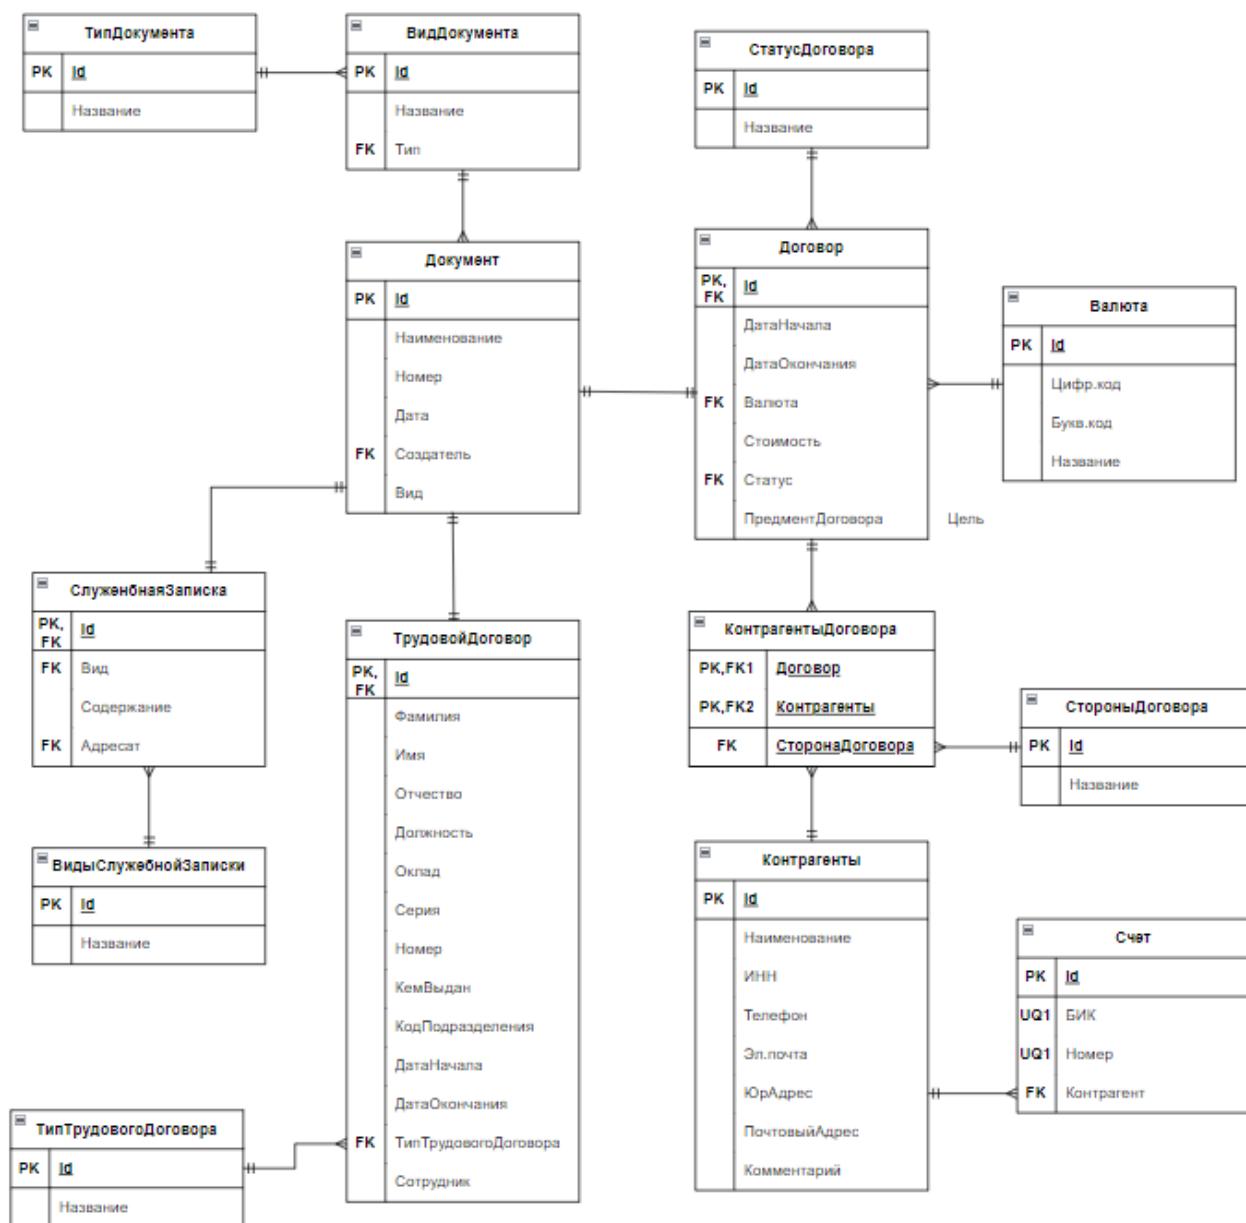 ТипДокумента
PK Id
Название
ВидДокумента
PK Id
Название
FK Тип
СтатусДоговора
PK Id
Название
Документ
PK Id
Наименование
Номер
Дата
FK Создатель
Вид
Договор
PK,
FK Id
ДатаНачала
ДатаОкончания
FK Валюта
Стоимость
FK Статус
ПредментДоговора
Цель
Валюта
PK Id
Цифр.код
Букв.код
Название
СлуженбнаяЗаписка
PK,
FK Id
FK Вид
Содержание
FK Адресат
ТрудовойДоговор
PK,
FK Id
Фамилия
Имя
Отчество
Должность
Оклад
Серия
Номер
КемВыдан
КодПодразделения
ДатаНачала
ДатаОкончания
FK ТипТрудовогоДоговора
Сотрудник
КонтрагентыДоговора
PK,FK1 Договор
PK,FK2 Контрагенты
FK СторонаДоговора
СтороныДоговора
PK Id
Название
ВидыСлужебнойЗаписки
PK Id
Название
Контрагенты
PK Id
Наименование
ИНН
Телефон
Эл.почта
ЮрАдрес
ПочтовыйАдрес
Комментарий
Счет
PK Id
UQ1 БИК
UQ1 Номер
FK Контрагент
ТипТрудовогоДоговора
PK Id
Название